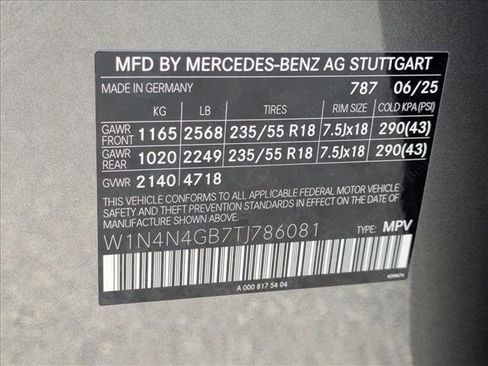 MFD BY MERCEDES-BENZ AG STUTTGART
MADE IN GERMANY 787 06/25
KG LB TIRES RIM SIZE COLD KPA(PSI)
GAWR FRONT 1165 2568 235/55 R18 7.5Jx18 290(43)
GAWR REAR 1020 2249 235/55 R18 7.5Jx18 290(43)
GVWR 2140 4718
THIS VEHICLE CONFORMS TO ALL APPLICABLE FEDERAL MOTOR VEHICLE
SAFETY STANDARDS IN EFFECT ON THE DATE OF
MANUFACTURE SHOWN ABOVE.
W1N4N4GB7TJ786081 TYPE: MPV
A 000 817 54 04